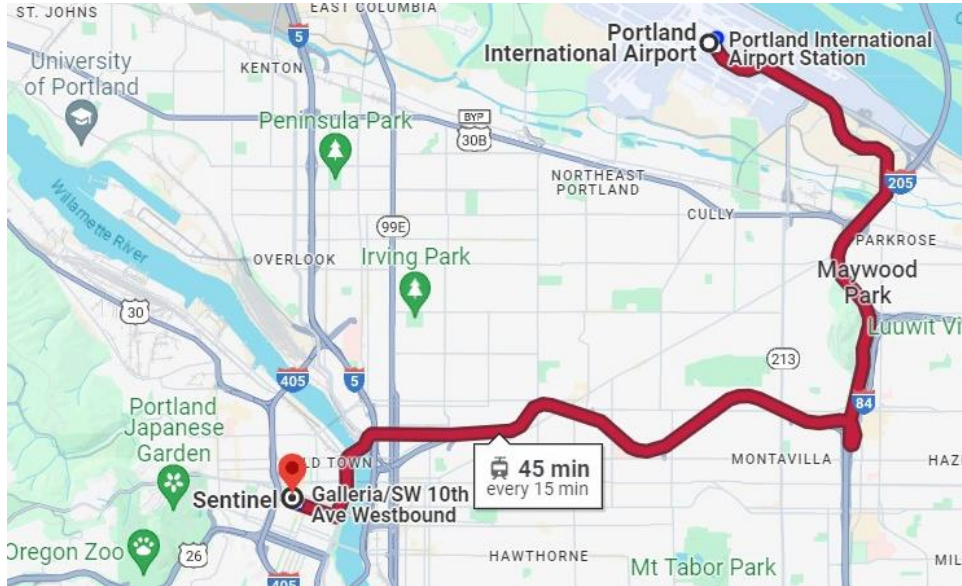 ST. JOHNS
EAST COLUMBIA
5
KENTON
University
of Portland
Portland
International Airport
Portland International
Airport Station
Peninsula Park
BYP
30B
NORTHEAST
PORTLAND
CULLY
205
PARKROSE
Willamette River
99E
OVERLOOK
Irving Park
Maywood
Park
Luuwit Vi
30
213
405
5
84
Portland
Japanese
Garden
LD TOWN
45 min
every 15 min
MONTAVILLA
HAZ
Sentinel
Galleria/SW 10th
Ave Westbound
Oregon Zoo
26
HAWTHORNE
Mt Tabor Park
MIL
405